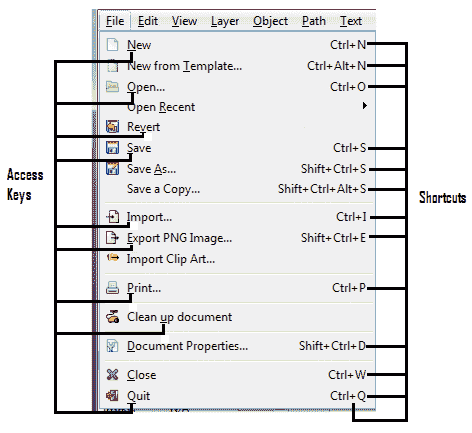 File Edit View Layer Object Path Text
New Ctrl+N
New from Template... Ctrl+Alt+N
Open... Ctrl+O
Open Recent
Revert
Save Ctrl+S
Save As... Shift+Ctrl+S
Save a Copy... Shift+Ctrl+Alt+S
Import... Ctrl+I
Export PNG Image... Shift+Ctrl+E
Import Clip Art...
Print... Ctrl+P
Clean up document
Document Properties... Shift+Ctrl+D
Close Ctrl+W
Quit Ctrl+Q
Access
Keys
Shortcuts